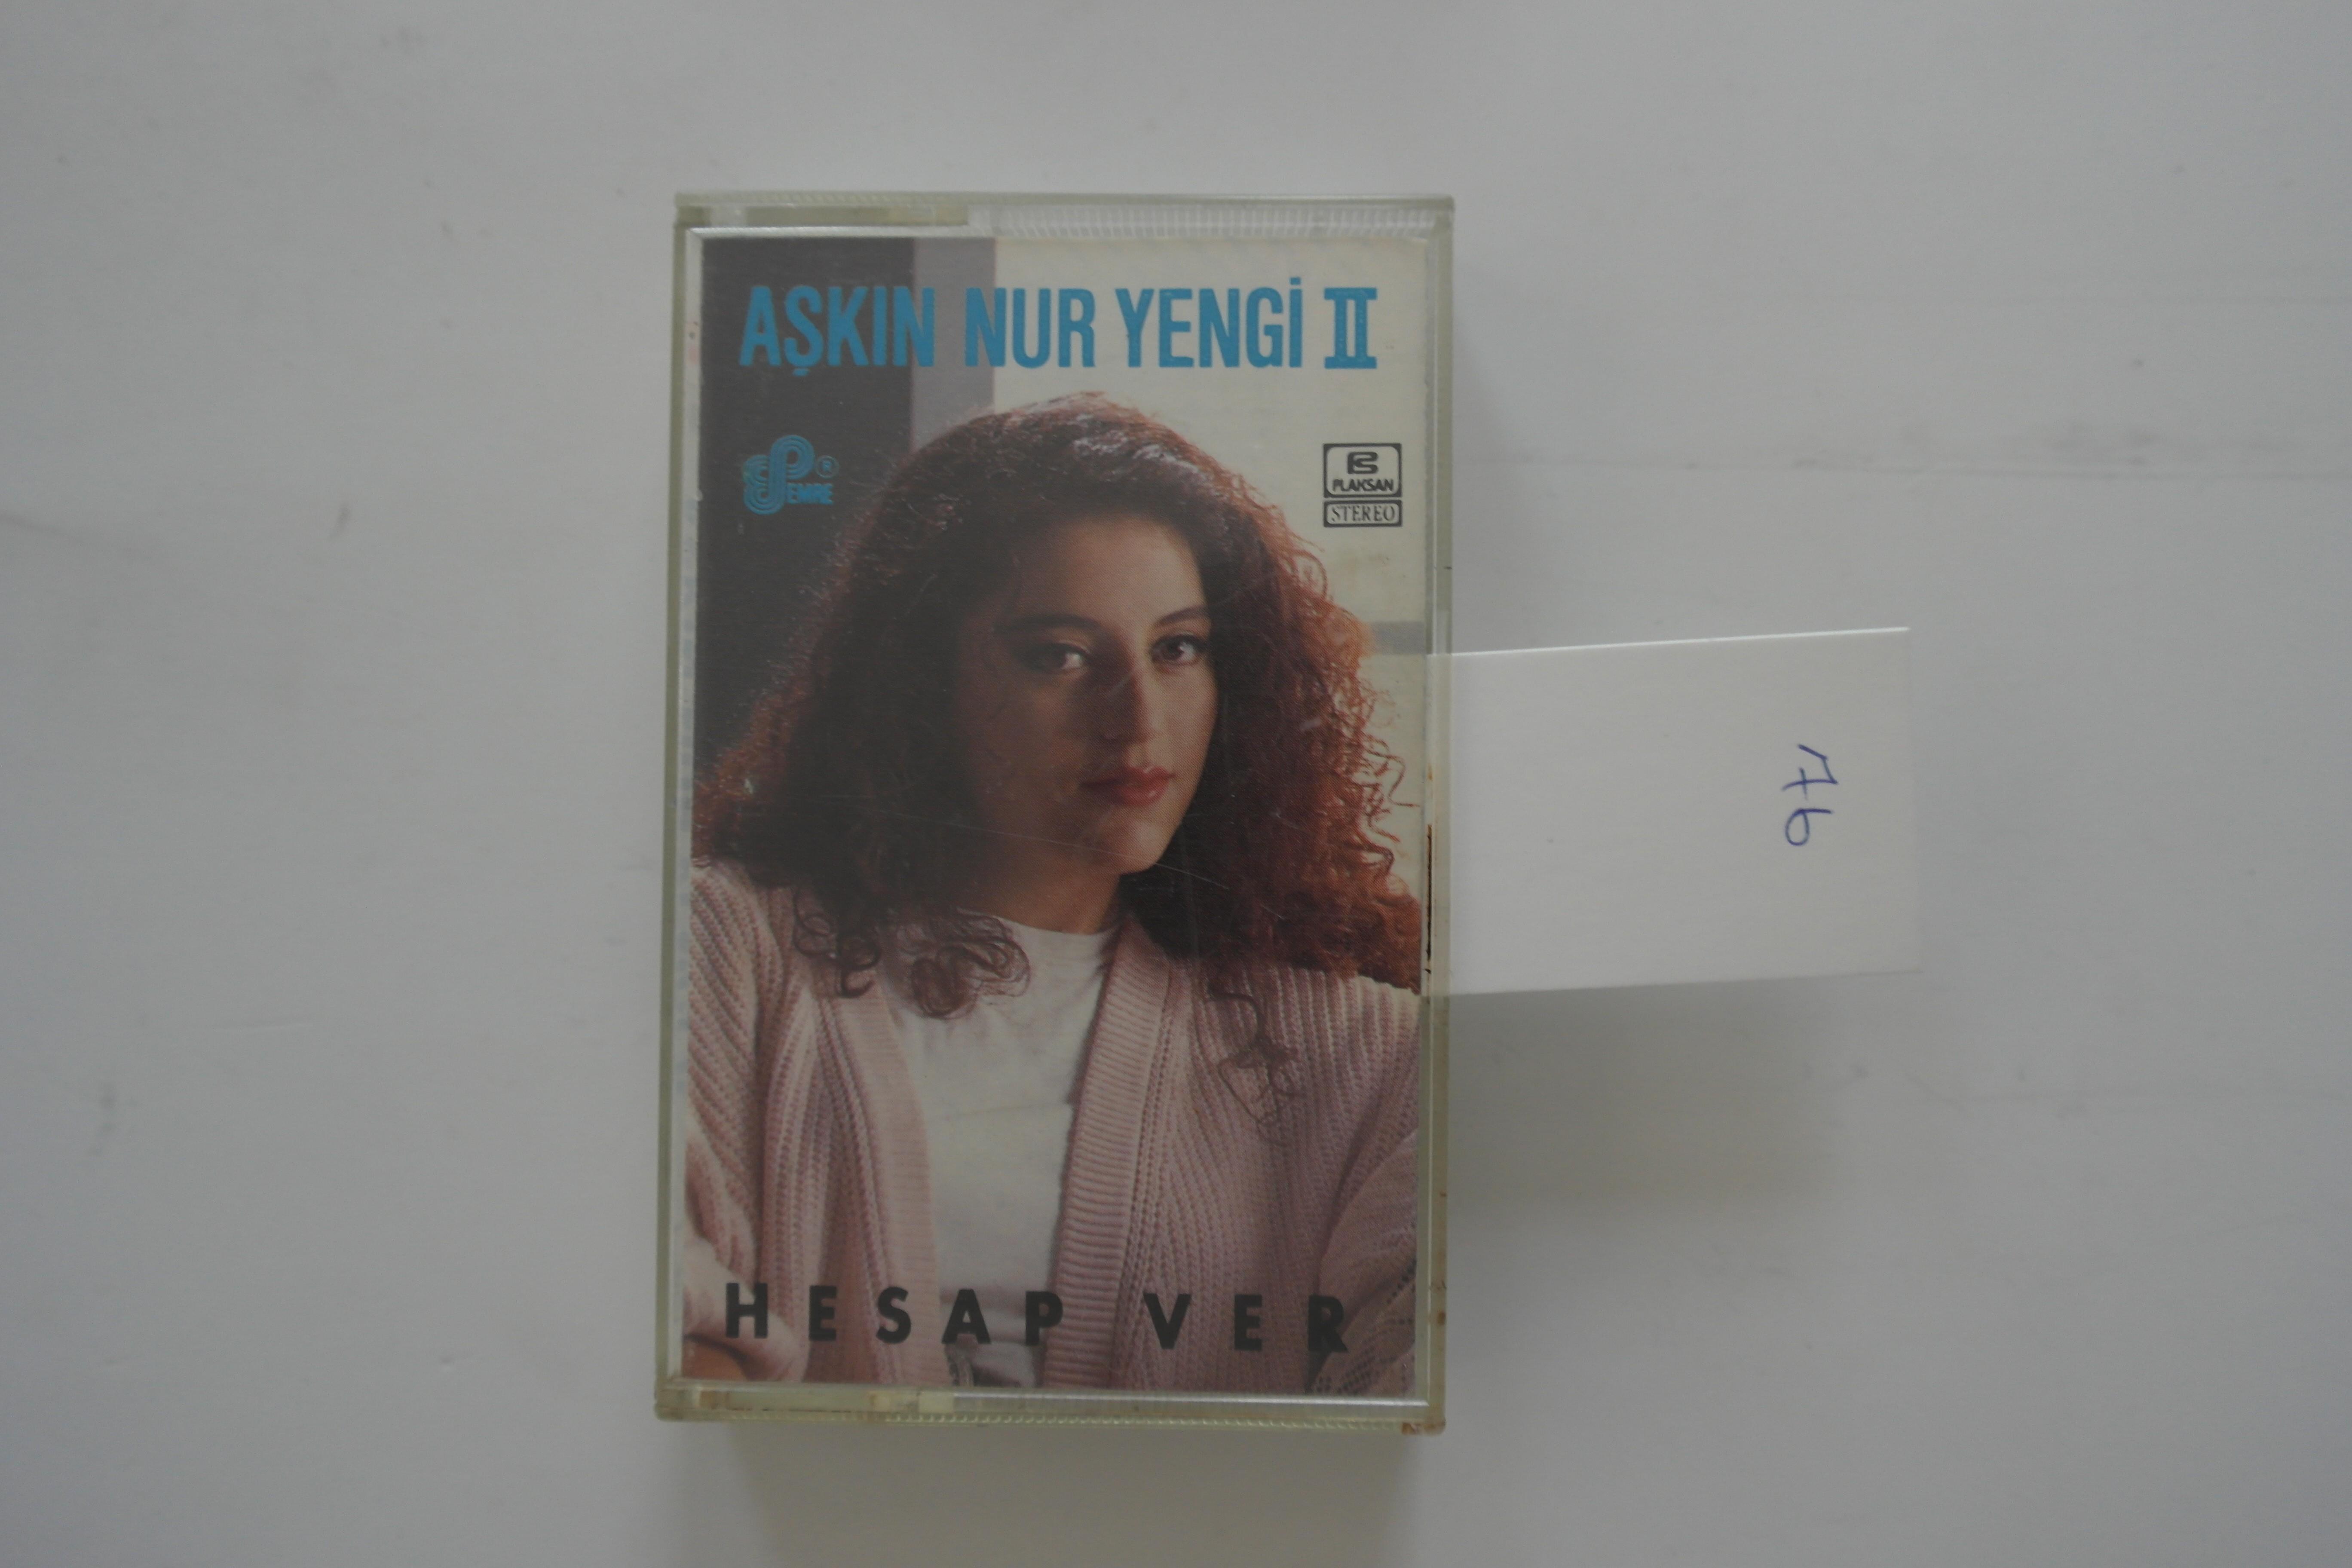 AŞKIN NUR YENGİ II
EMRE ®
PLAKSAN
STEREO
76
HESAP VER